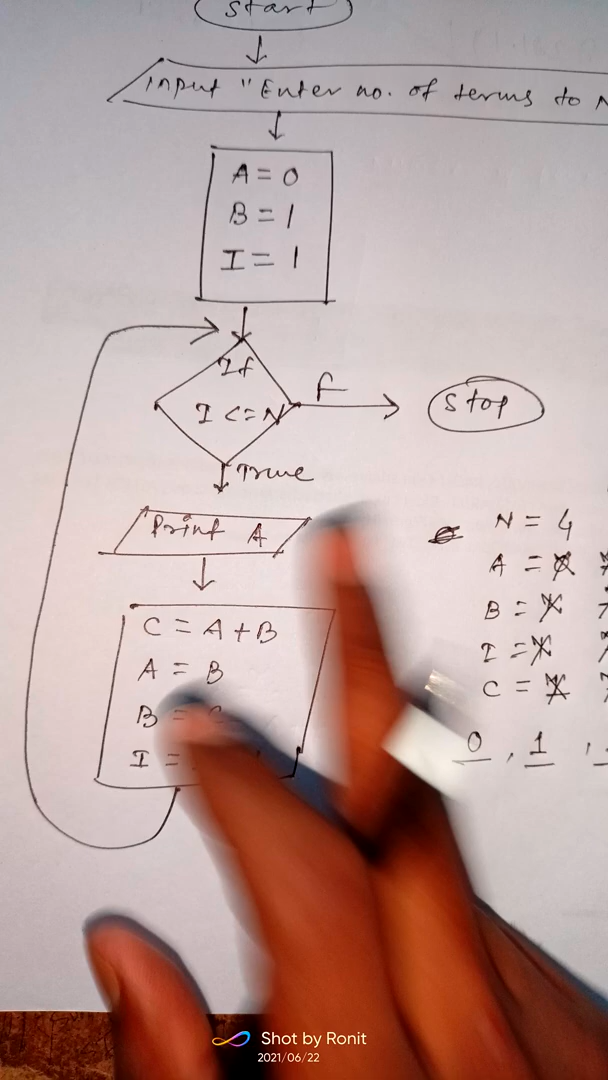 Start
Input "Enter no. of terms to N
A = 0
B = 1
I = 1
If
I <= N
F
Stop
True
Print A
C = A + B
A = B
B =
I =
N = 4
A =
B =
I =
C =
0, 1,
Shot by Ronit
2021/06/22